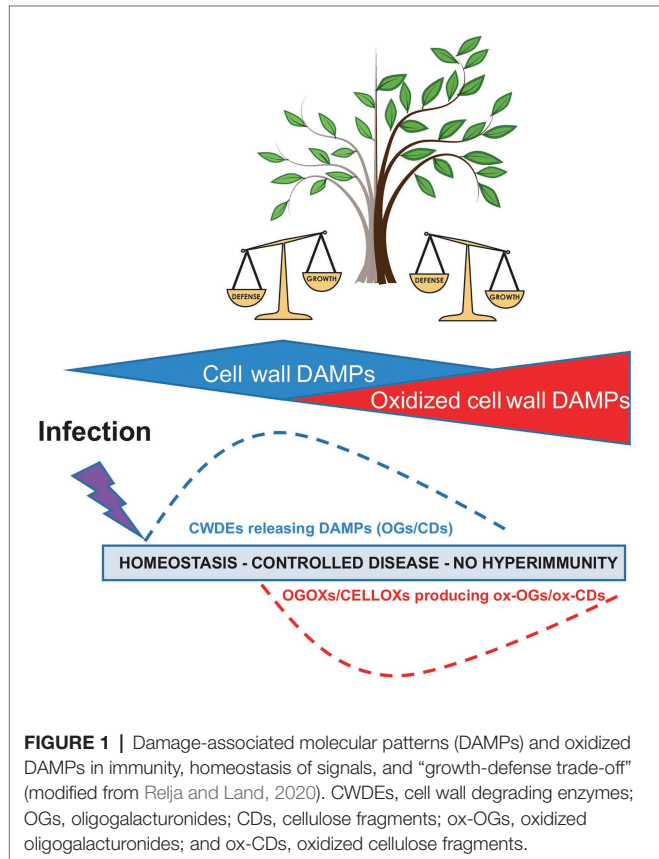 DEFENSE GROWTH DEFENSE GROWTH
Cell wall DAMPs
Oxidized cell wall DAMPs
Infection
CWDEs releasing DAMPs (OGs/CDs)
HOMEOSTASIS - CONTROLLED DISEASE - NO HYPERIMMUNITY
OGOXs/CELLOXs producing ox-OGs/ox-CDs
FIGURE 1 | Damage-associated molecular patterns (DAMPs) and oxidized
DAMPs in immunity, homeostasis of signals, and “growth-defense trade-off”
(modified from Relja and Land, 2020). CWDEs, cell wall degrading enzymes;
OGs, oligogalacturonides; CDs, cellulose fragments; ox-OGs, oxidized
oligogalacturonides; and ox-CDs, oxidized cellulose fragments.